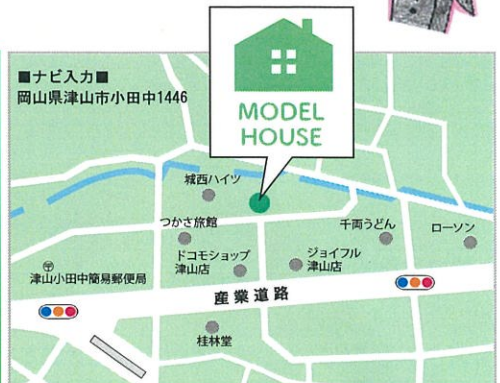 ■ナビ入力■
岡山県津山市小田中1446
MODEL
HOUSE
城西ハイツ
つかさ旅館
千両うどん
ローソン
ドコモショップ
津山店
ジョイフル
津山店
〒
津山小田中簡易郵便局
産業道路
桂林堂